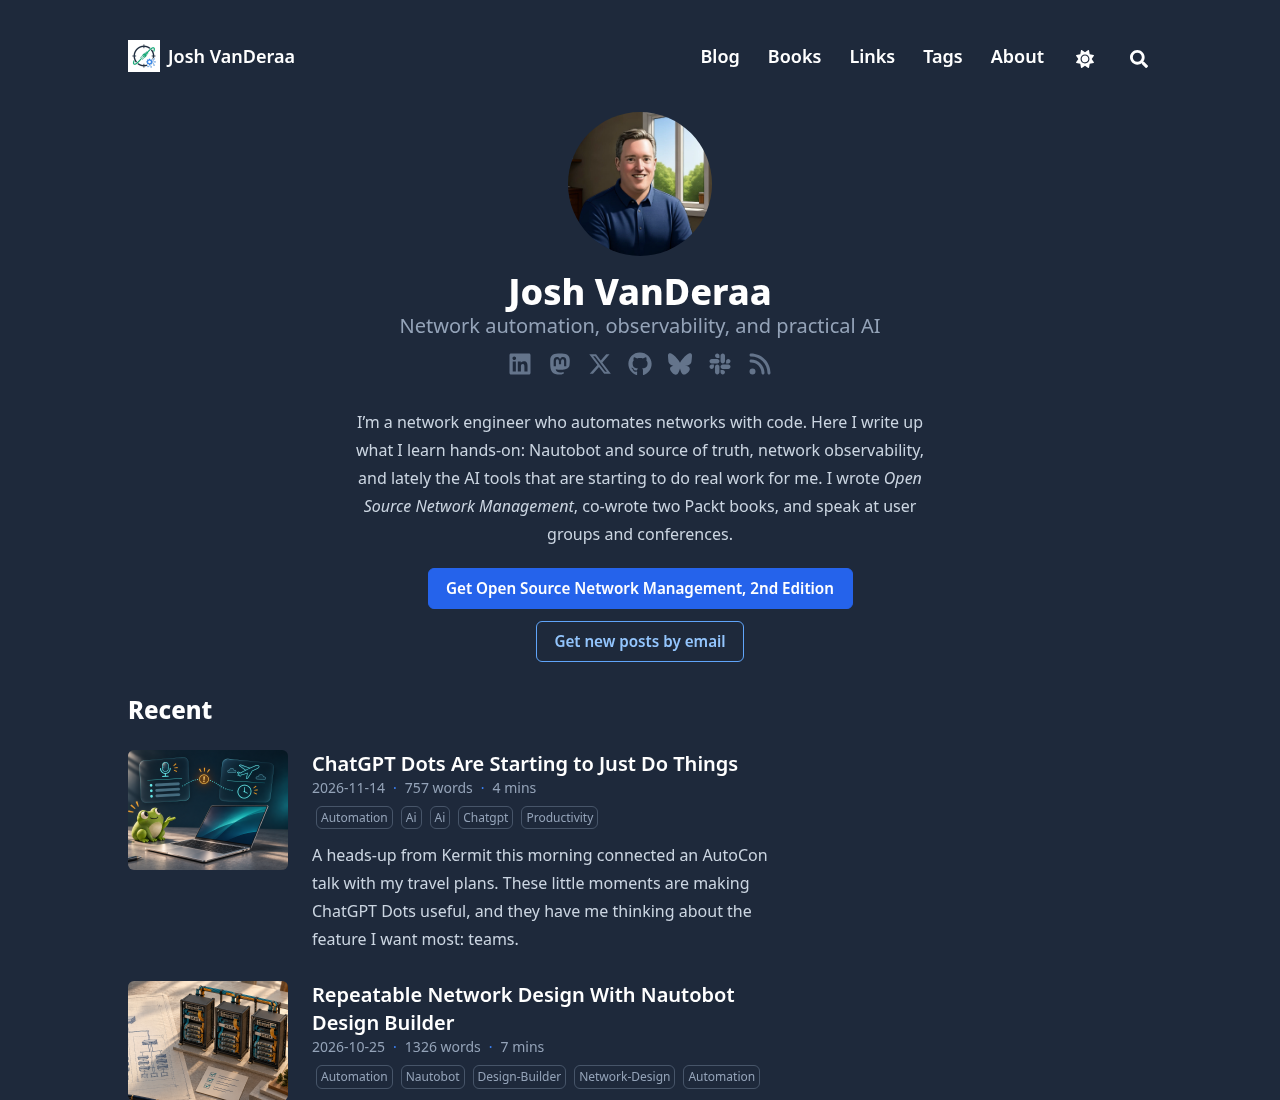 Josh VanDeraa
Blog
Books
Links
Tags
About
Josh VanDeraa
Network automation, observability, and practical AI
I’m a network engineer who automates networks with code. Here I write up
what I learn hands-on: Nautobot and source of truth, network observability,
and lately the AI tools that are starting to do real work for me. I wrote Open
Source Network Management, co-wrote two Packt books, and speak at user
groups and conferences.
Get Open Source Network Management, 2nd Edition
Get new posts by email
Recent
ChatGPT Dots Are Starting to Just Do Things
2026-11-14 · 757 words · 4 mins
Automation Ai Ai Chatgpt Productivity
A heads-up from Kermit this morning connected an AutoCon
talk with my travel plans. These little moments are making
ChatGPT Dots useful, and they have me thinking about the
feature I want most: teams.
Repeatable Network Design With Nautobot
Design Builder
2026-10-25 · 1326 words · 7 mins
Automation Nautobot Design-Builder Network-Design Automation